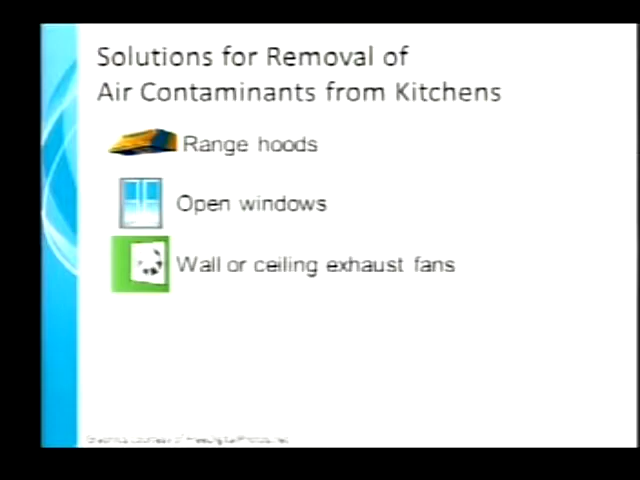 Solutions for Removal of
Air Contaminants from Kitchens
Range hoods
Open windows
Wall or ceiling exhaust fans